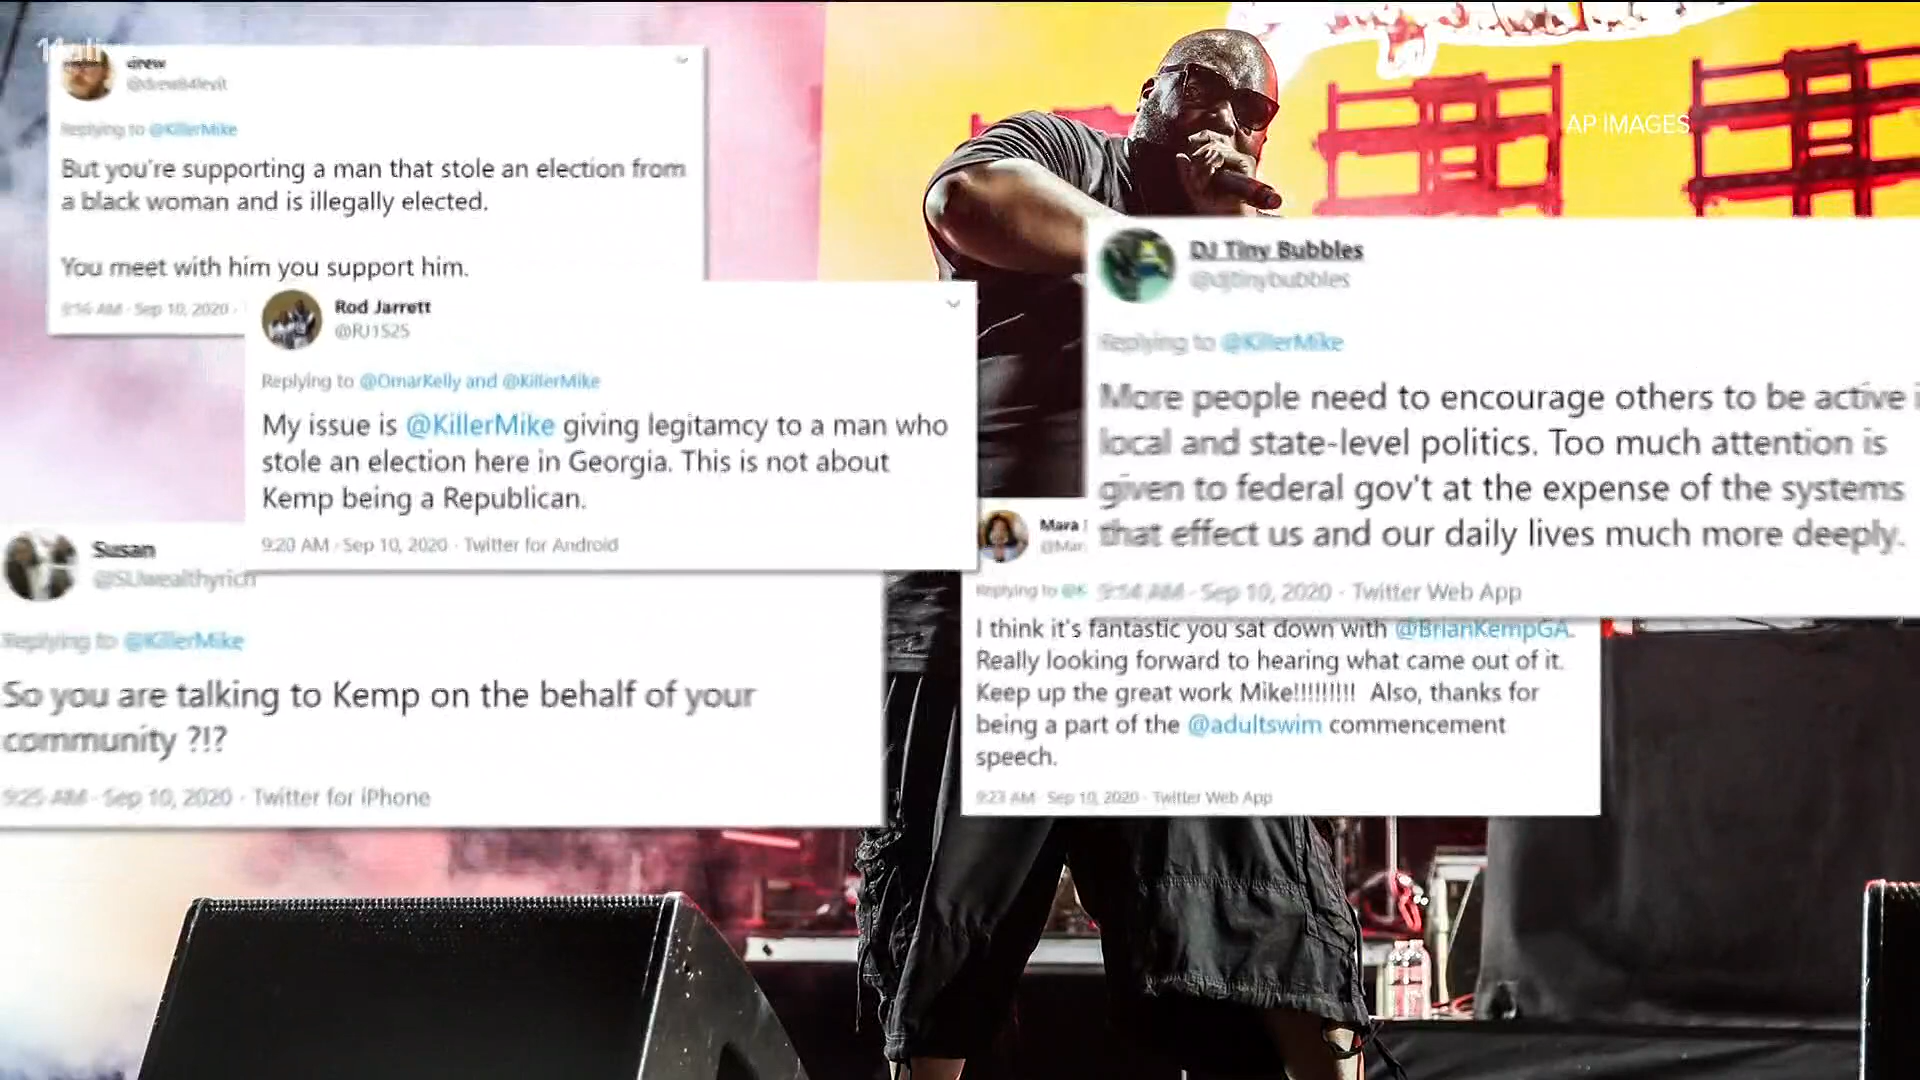 11alive
drew
@drew84levit
Replying to @KillerMike
But you're supporting a man that stole an election from
a black woman and is illegally elected.
You meet with him you support him.
9:16 AM · Sep 10, 2020 ·
Rod Jarrett
@RJ1525
Replying to @OmarKelly and @KillerMike
My issue is @KillerMike giving legitamcy to a man who
stole an election here in Georgia. This is not about
Kemp being a Republican.
9:20 AM · Sep 10, 2020 · Twitter for Android
Susan
@SUwealthyrich
Replying to @KillerMike
So you are talking to Kemp on the behalf of your
community ?!?
9:25 AM · Sep 10, 2020 · Twitter for iPhone
AP IMAGES
DJ Tiny Bubbles
@djtinybubbles
Replying to @KillerMike
More people need to encourage others to be active i
local and state-level politics. Too much attention is
given to federal gov't at the expense of the systems
that effect us and our daily lives much more deeply.
9:14 AM · Sep 10, 2020 · Twitter Web App
Mara
@Mar
Replying to @K
I think it's fantastic you sat down with @BrianKempGA.
Really looking forward to hearing what came out of it.
Keep up the great work Mike!!!!!!!!! Also, thanks for
being a part of the @adultswim commencement
speech.
9:23 AM · Sep 10, 2020 · Twitter Web App